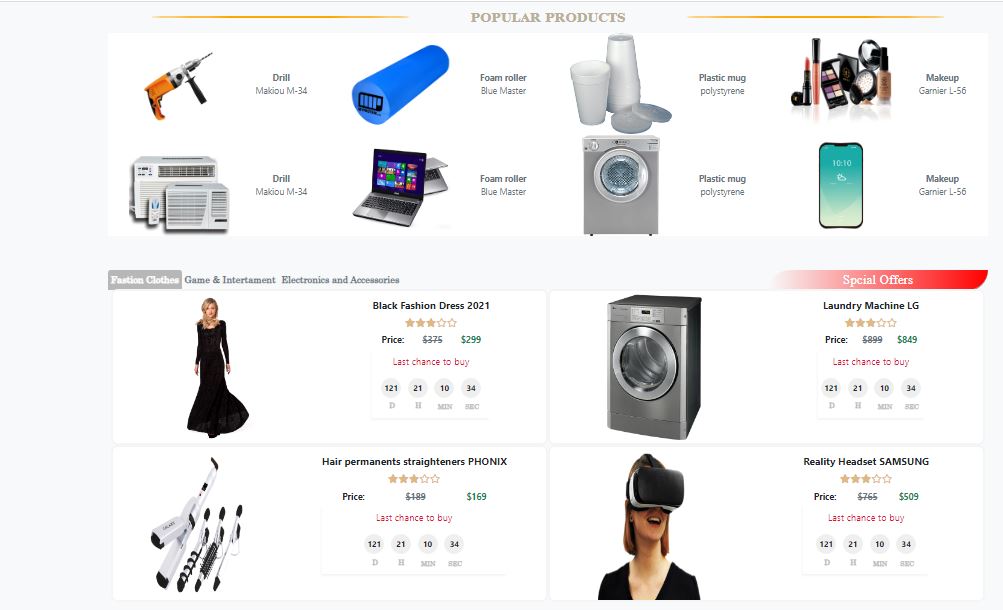 POPULAR PRODUCTS
Drill
Makiou M-34
Foam roller
Blue Master
Plastic mug
polystyrene
Makeup
Garnier L-56
Drill
Makiou M-34
Foam roller
Blue Master
Plastic mug
polystyrene
10:10
Makeup
Garnier L-56
Fastion Clothes Game & Intertament Electronics and Accessories
Spcial Offers
Black Fashion Dress 2021
Price: $375 $299
Last chance to buy
121 21 10 34
D H MIN SEC
Laundry Machine LG
Price: $899 $849
Last chance to buy
121 21 10 34
D H MIN SEC
Hair permanents straighteners PHONIX
Price: $189 $169
Last chance to buy
121 21 10 34
D H MIN SEC
Reality Headset SAMSUNG
Price: $765 $509
Last chance to buy
121 21 10 34
D H MIN SEC